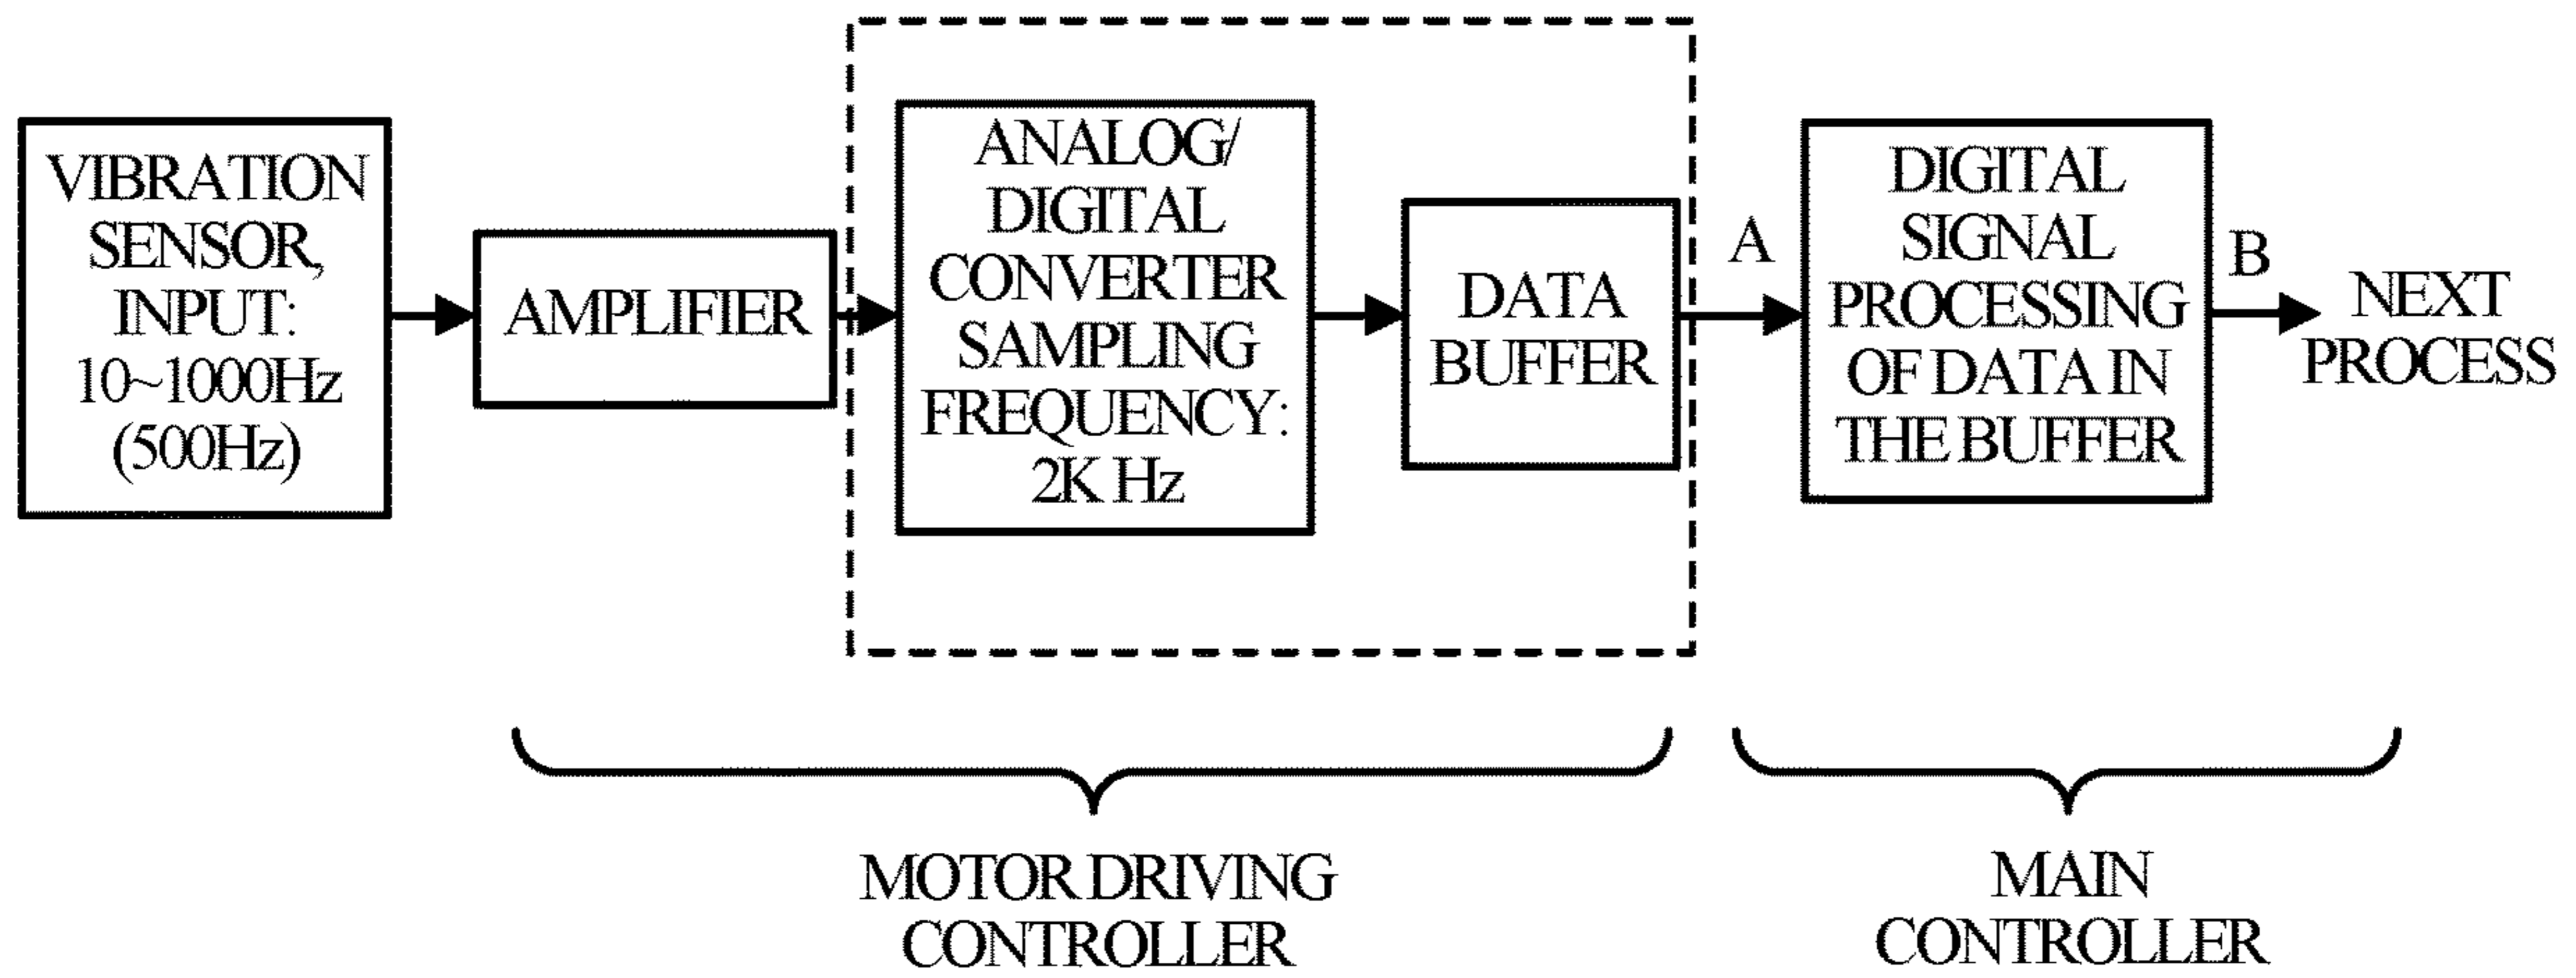 VIBRATION
SENSOR,
INPUT:
10~1000Hz
(500Hz)
AMPLIFIER
ANALOG/
DIGITAL
CONVERTER
SAMPLING
FREQUENCY:
2K Hz
DATA
BUFFER
A
DIGITAL
SIGNAL
PROCESSING
OF DATA IN
THE BUFFER
B
NEXT
PROCESS
MOTOR DRIVING
CONTROLLER
MAIN
CONTROLLER